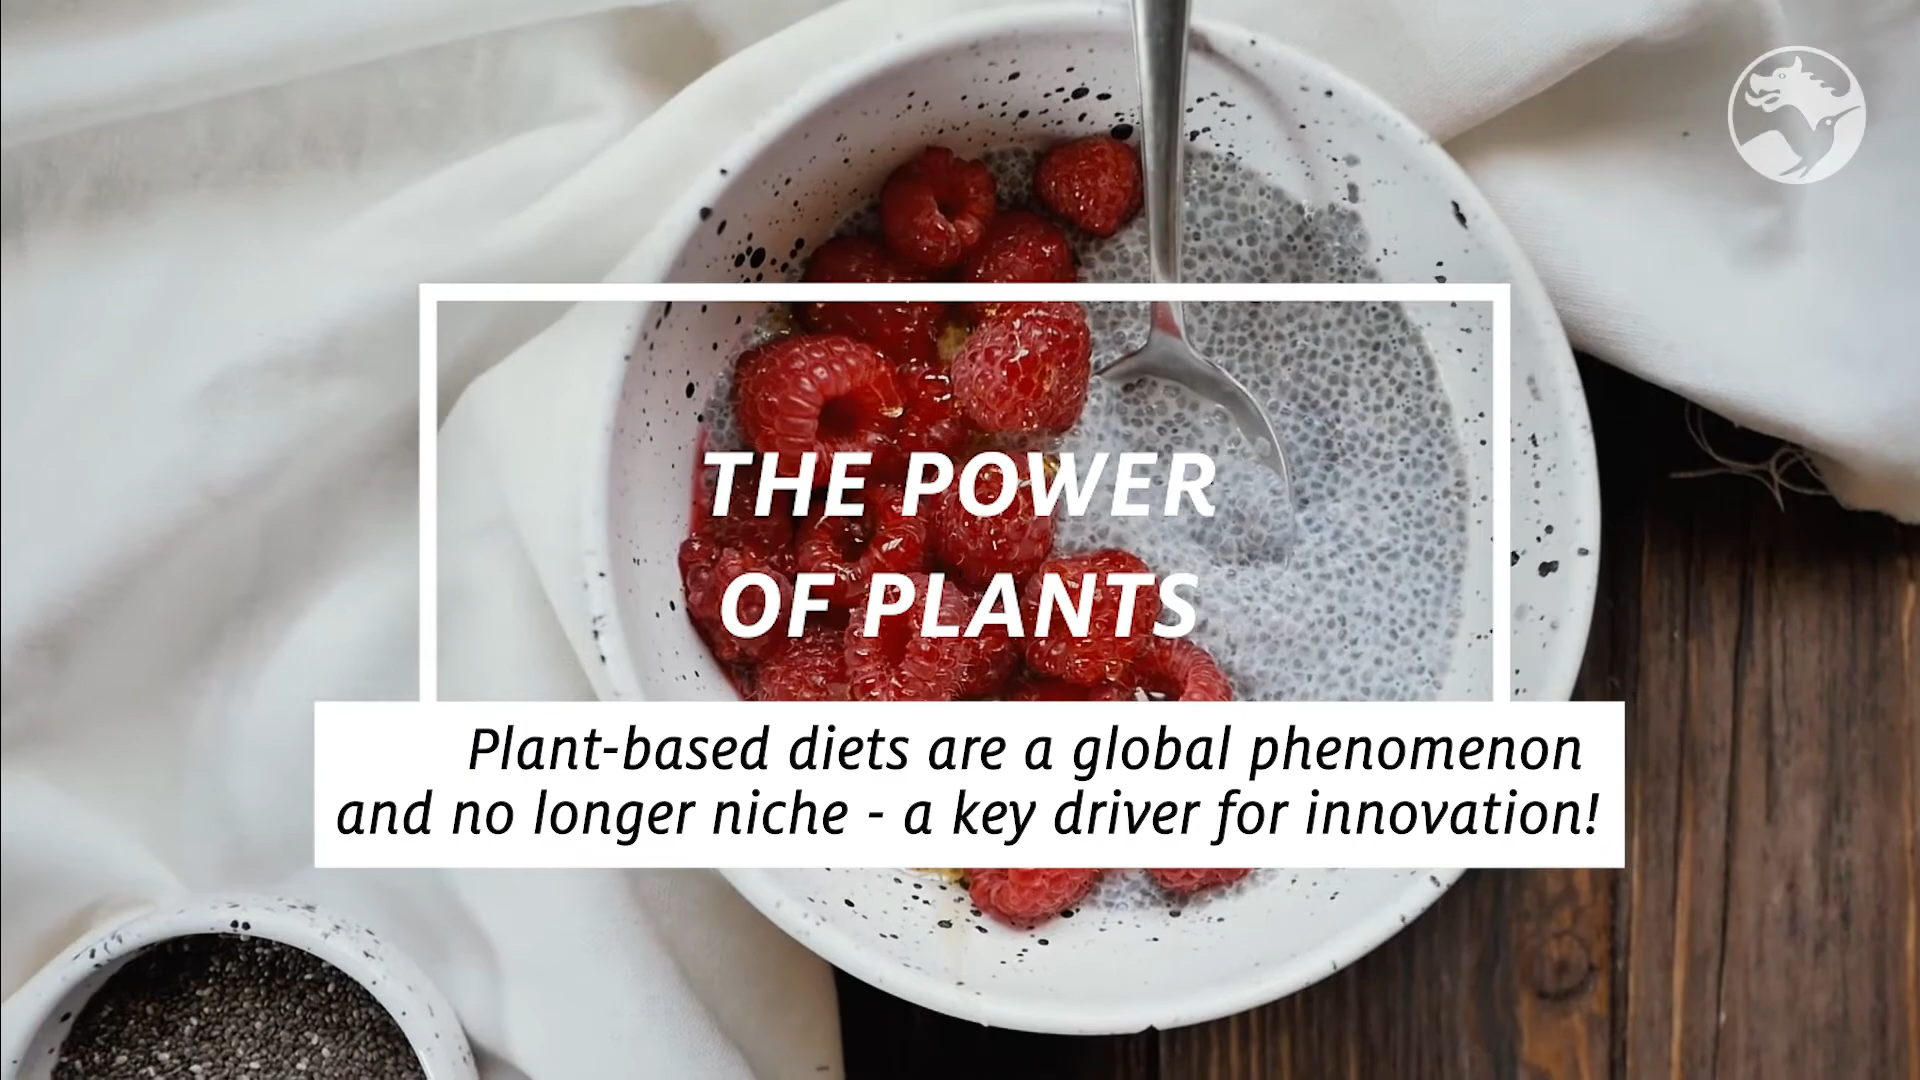 THE POWER
OF PLANTS
Plant-based diets are a global phenomenon
and no longer niche - a key driver for innovation!